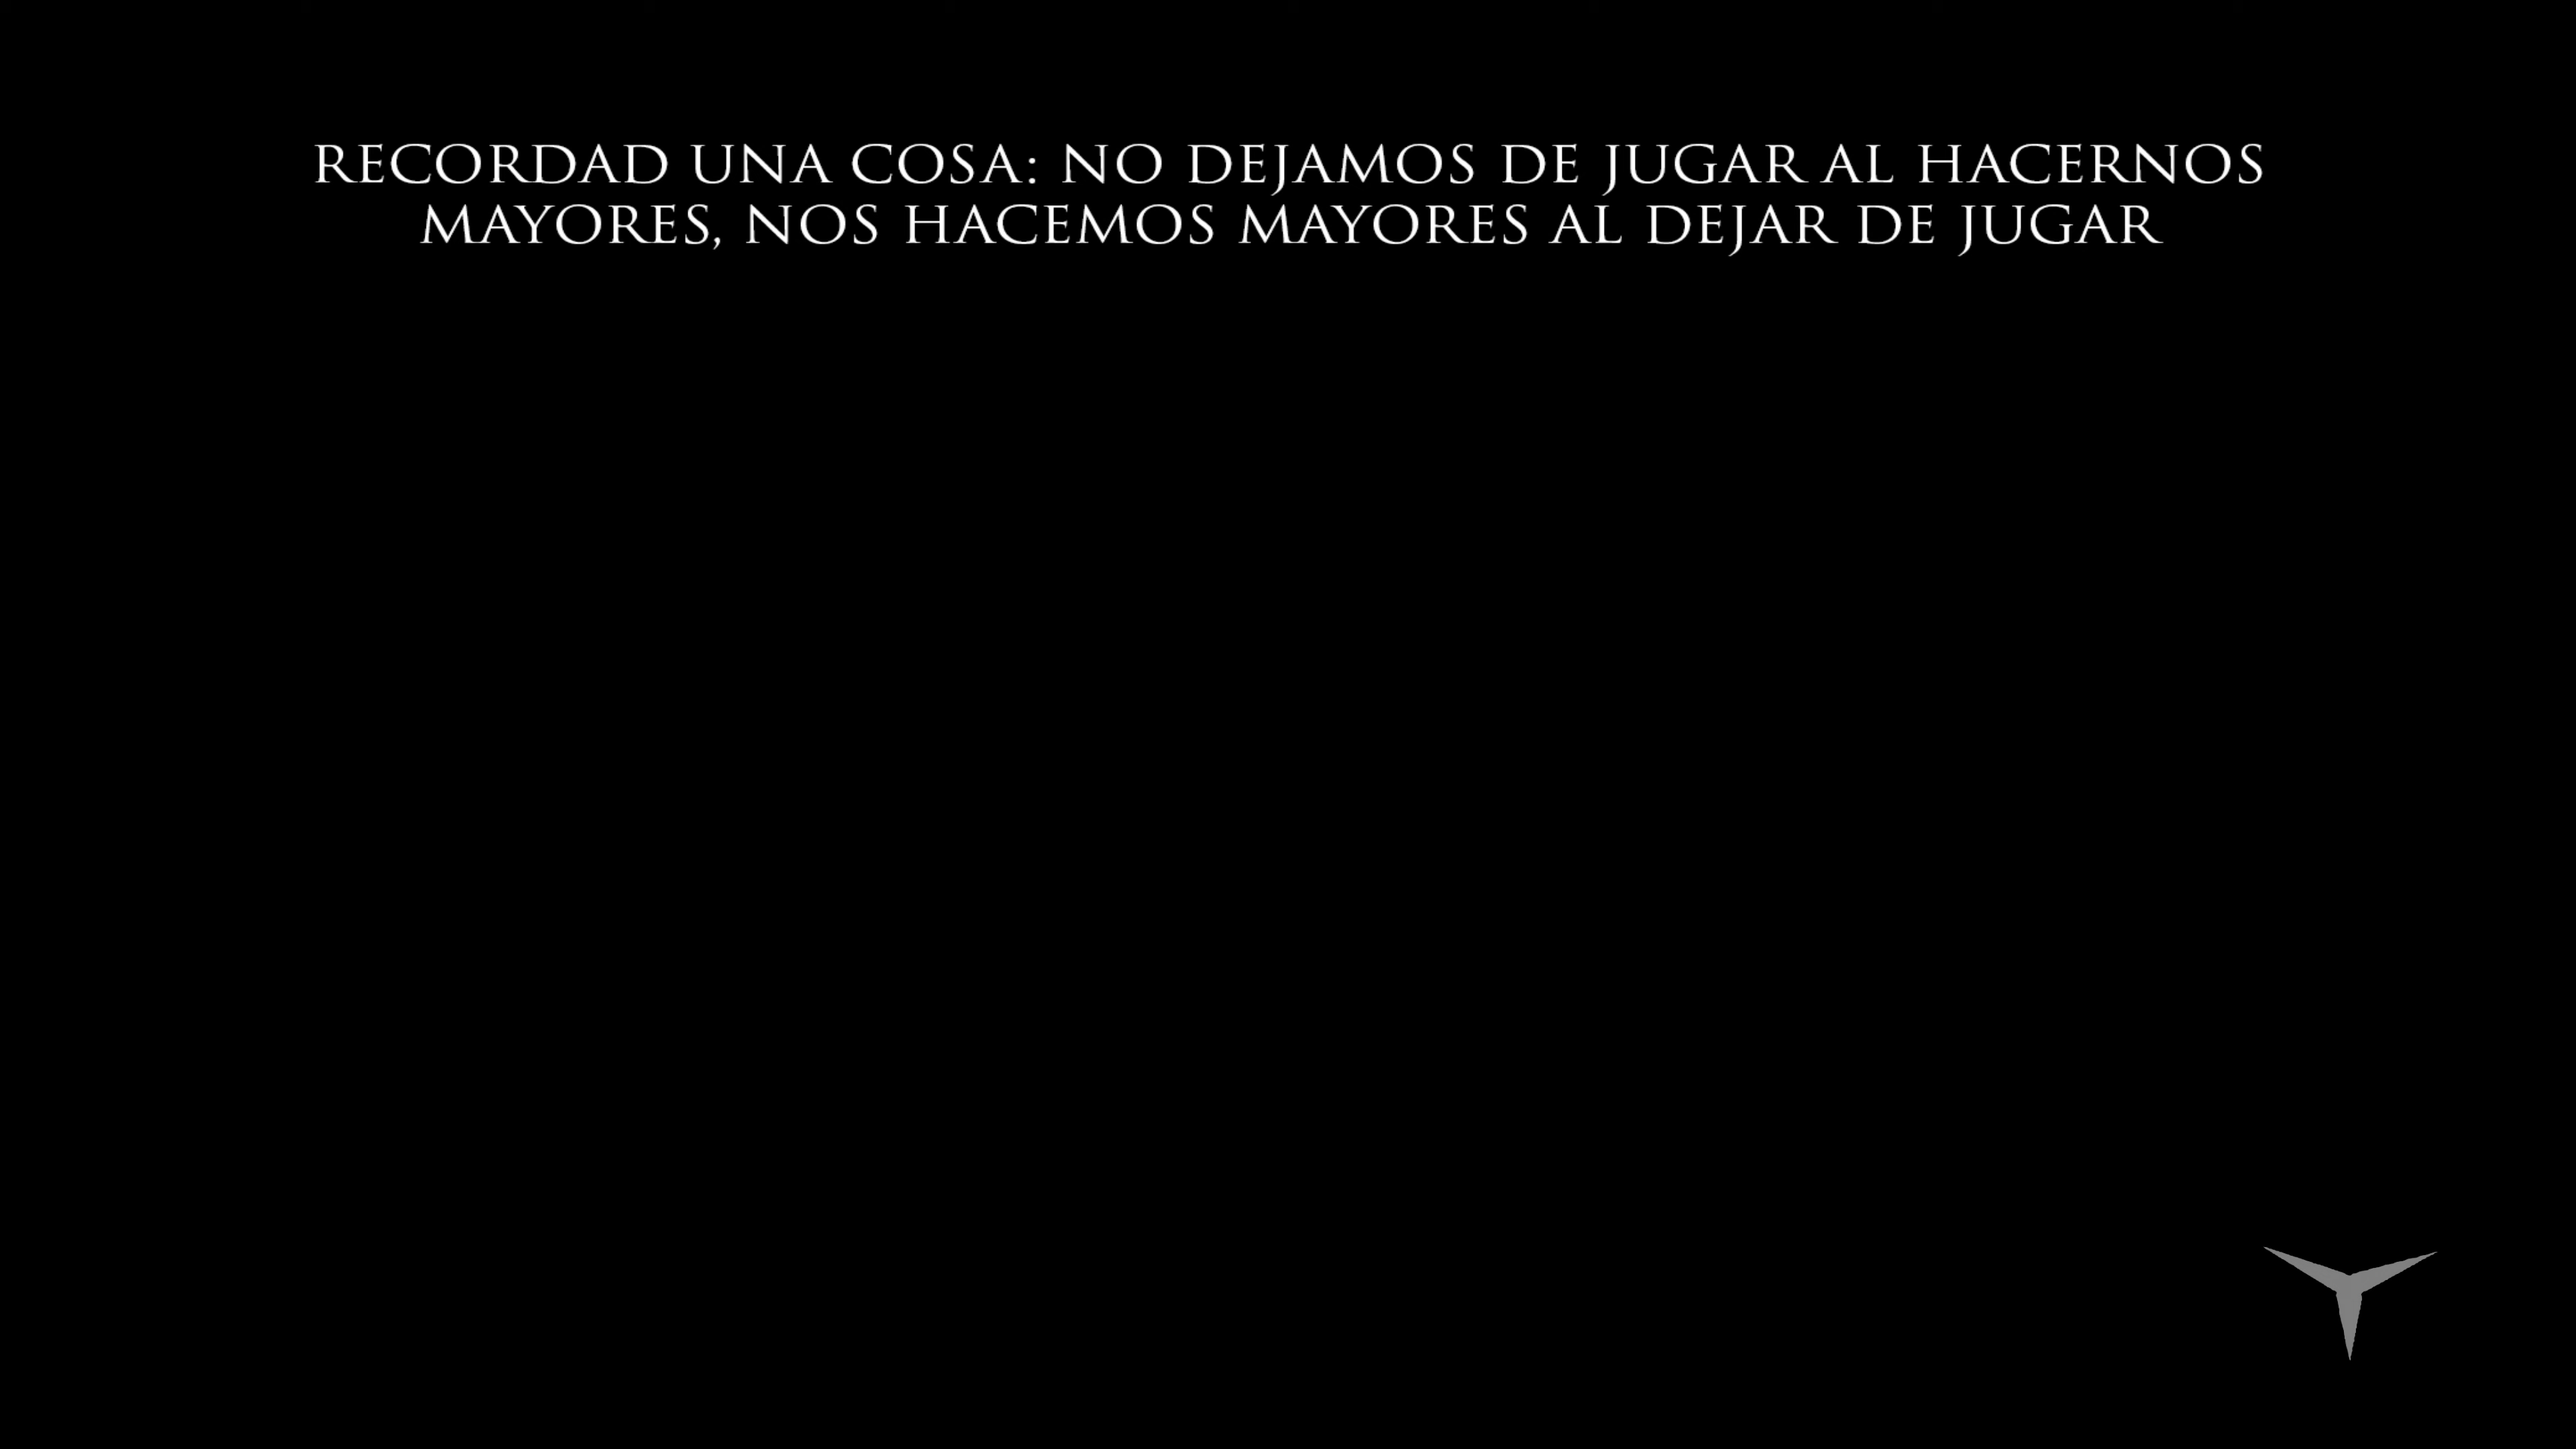 RECORDAD UNA COSA: NO DEJAMOS DE JUGAR AL HACERNOS
MAYORES, NOS HACEMOS MAYORES AL DEJAR DE JUGAR